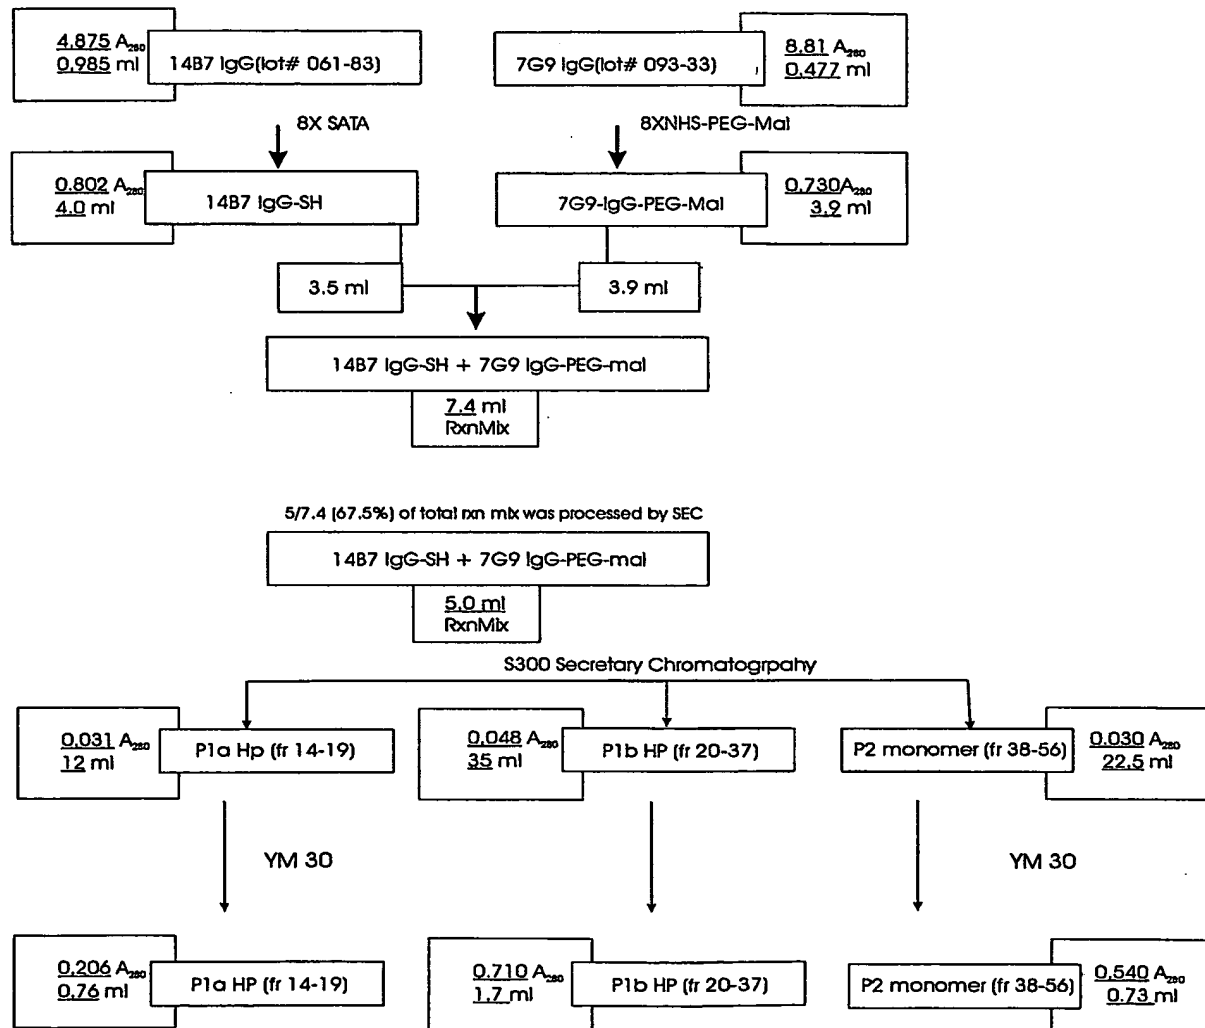 4.875 A280
0.985 ml
14B7 IgG(lot# 061-83)
7G9 IgG(lot# 093-33)
8.81 A280
0.477 ml
8X SATA
8XNHS-PEG-Mal
0.802 A280
4.0 ml
14B7 IgG-SH
7G9-IgG-PEG-Mal
0.730A280
3.9 ml
3.5 ml
3.9 ml
14B7 IgG-SH + 7G9 IgG-PEG-mal
7.4 ml
RxnMix
5/7.4 (67.5%) of total rxn mix was processed by SEC
14B7 IgG-SH + 7G9 IgG-PEG-mal
5.0 ml
RxnMix
S300 Secretary Chromatogrpahy
0.031 A280
12 ml
P1a Hp (fr 14-19)
0.048 A280
35 ml
P1b HP (fr 20-37)
P2 monomer (fr 38-56)
0.030 A280
22.5 ml
YM 30
YM 30
0.206 A280
0.76 ml
P1a HP (fr 14-19)
0.710 A280
1.7 ml
P1b HP (fr 20-37)
P2 monomer (fr 38-56)
0.540 A280
0.73 ml